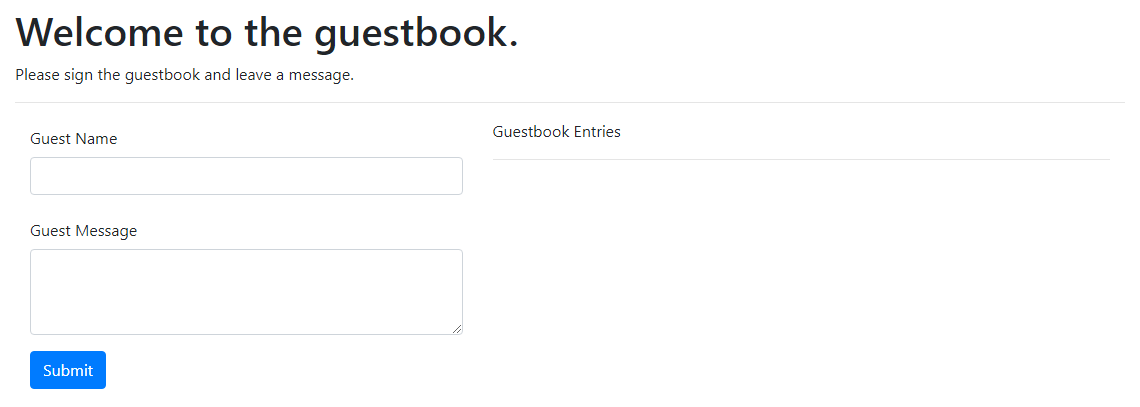 Welcome to the guestbook.
Please sign the guestbook and leave a message.
Guest Name
Guest Message
Submit
Guestbook Entries